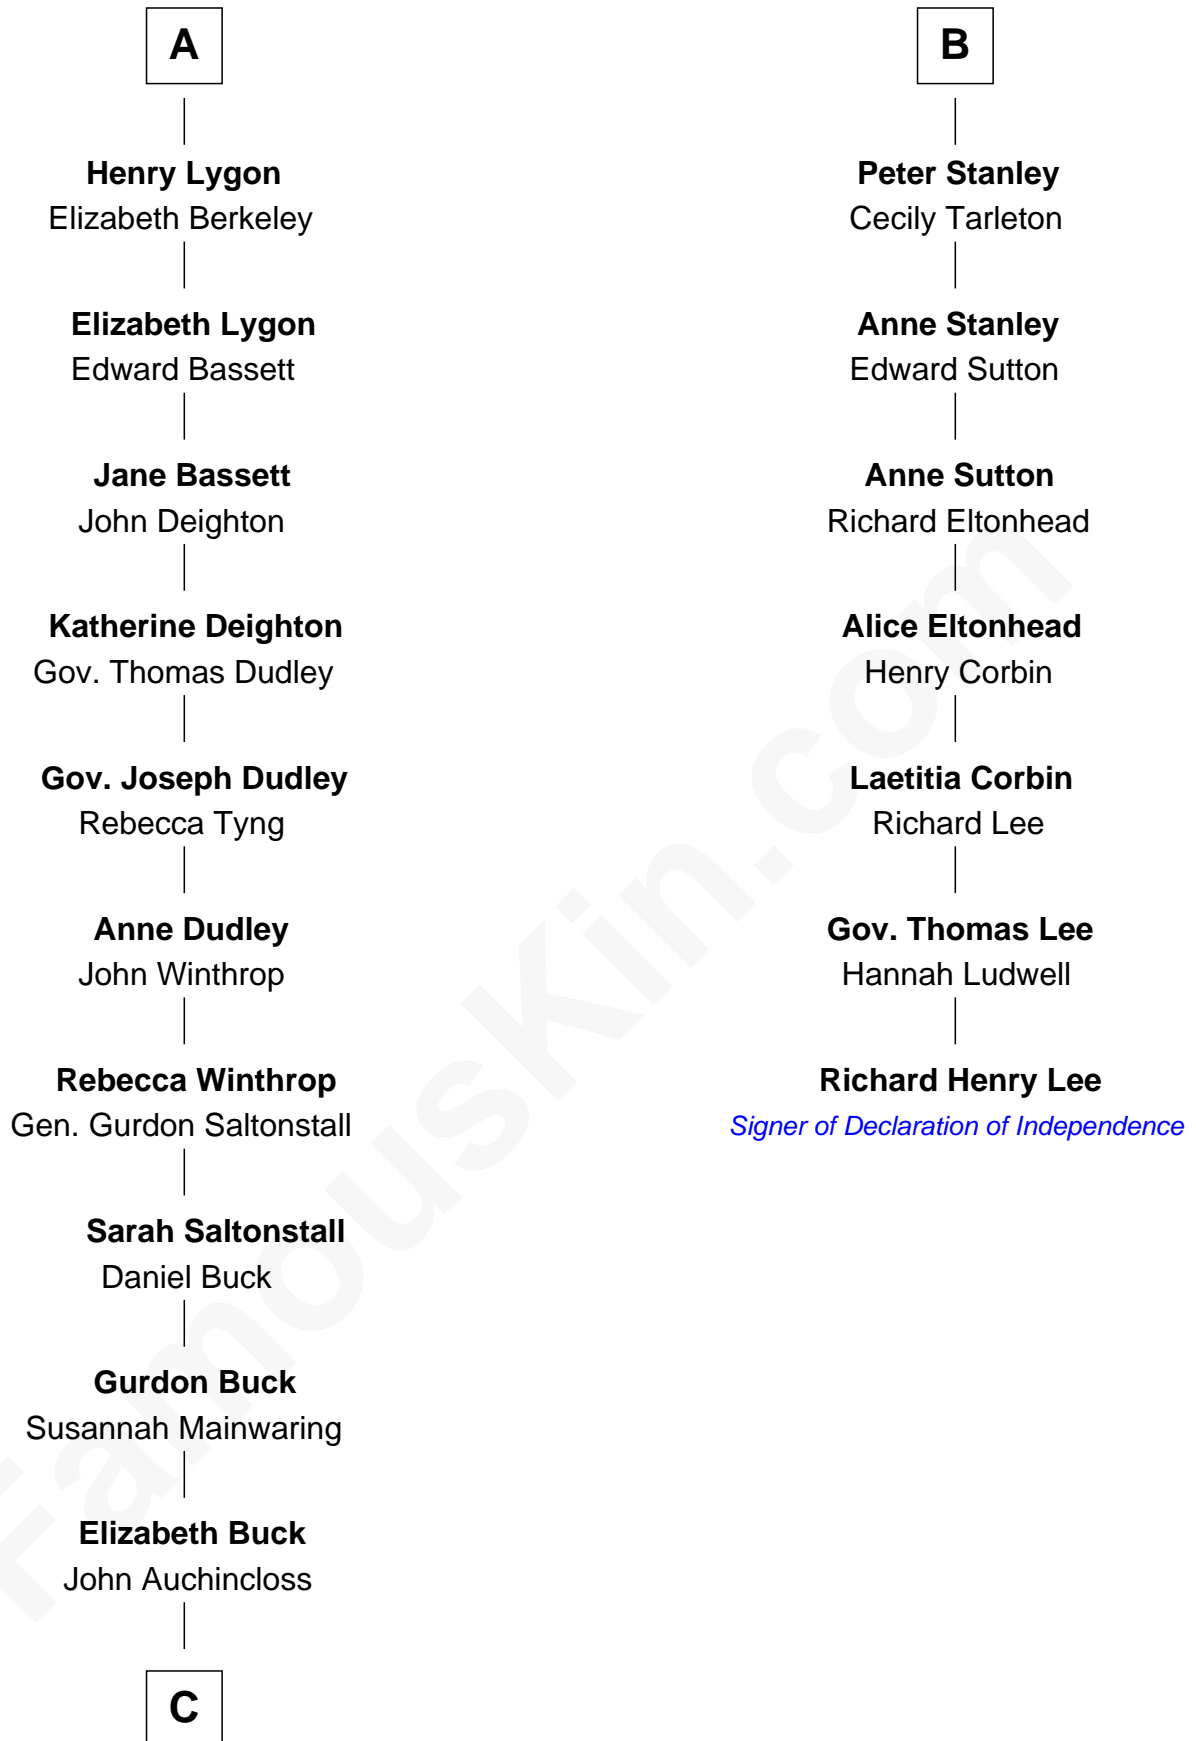 A
Henry Lygon
Elizabeth Berkeley
Elizabeth Lygon
Edward Bassett
Jane Bassett
John Deighton
Katherine Deighton
Gov. Thomas Dudley
Gov. Joseph Dudley
Rebecca Tyng
Anne Dudley
John Winthrop
Rebecca Winthrop
Gen. Gurdon Saltonstall
Sarah Saltonstall
Daniel Buck
Gurdon Buck
Susannah Mainwaring
Elizabeth Buck
John Auchincloss
C
B
Peter Stanley
Cecily Tarleton
Anne Stanley
Edward Sutton
Anne Sutton
Richard Eltonhead
Alice Eltonhead
Henry Corbin
Laetitia Corbin
Richard Lee
Gov. Thomas Lee
Hannah Ludwell
Richard Henry Lee
Signer of Declaration of Independence
FamousKin.com